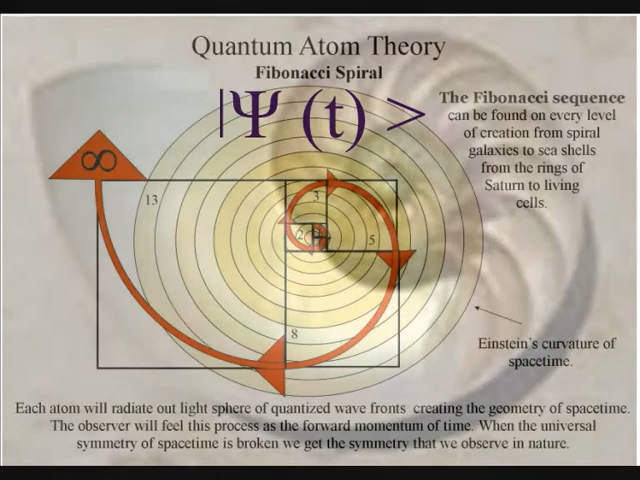 Quantum Atom Theory
Fibonacci Spiral
|Ψ (t) >
The Fibonacci sequence
can be found on every level
of creation from spiral
galaxies to sea shells
from the rings of
Saturn to living
cells.
∞
13
3
2
5
8
Einstein's curvature of
spacetime.
Each atom will radiate out light sphere of quantized wave fronts creating the geometry of spacetime.
The observer will feel this process as the forward momentum of time. When the universal
symmetry of spacetime is broken we get the symmetry that we observe in nature.